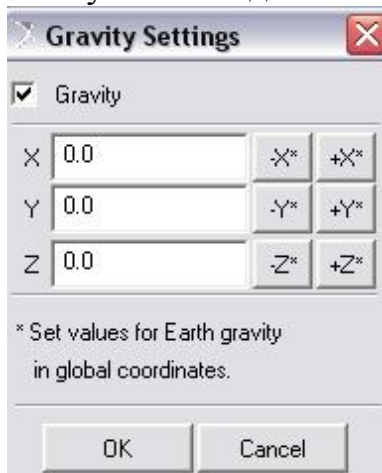 Gravity Settings
Gravity
X 0.0 -X* +X*
Y 0.0 -Y* +Y*
Z 0.0 -Z* +Z*
* Set values for Earth gravity
in global coordinates.
OK Cancel